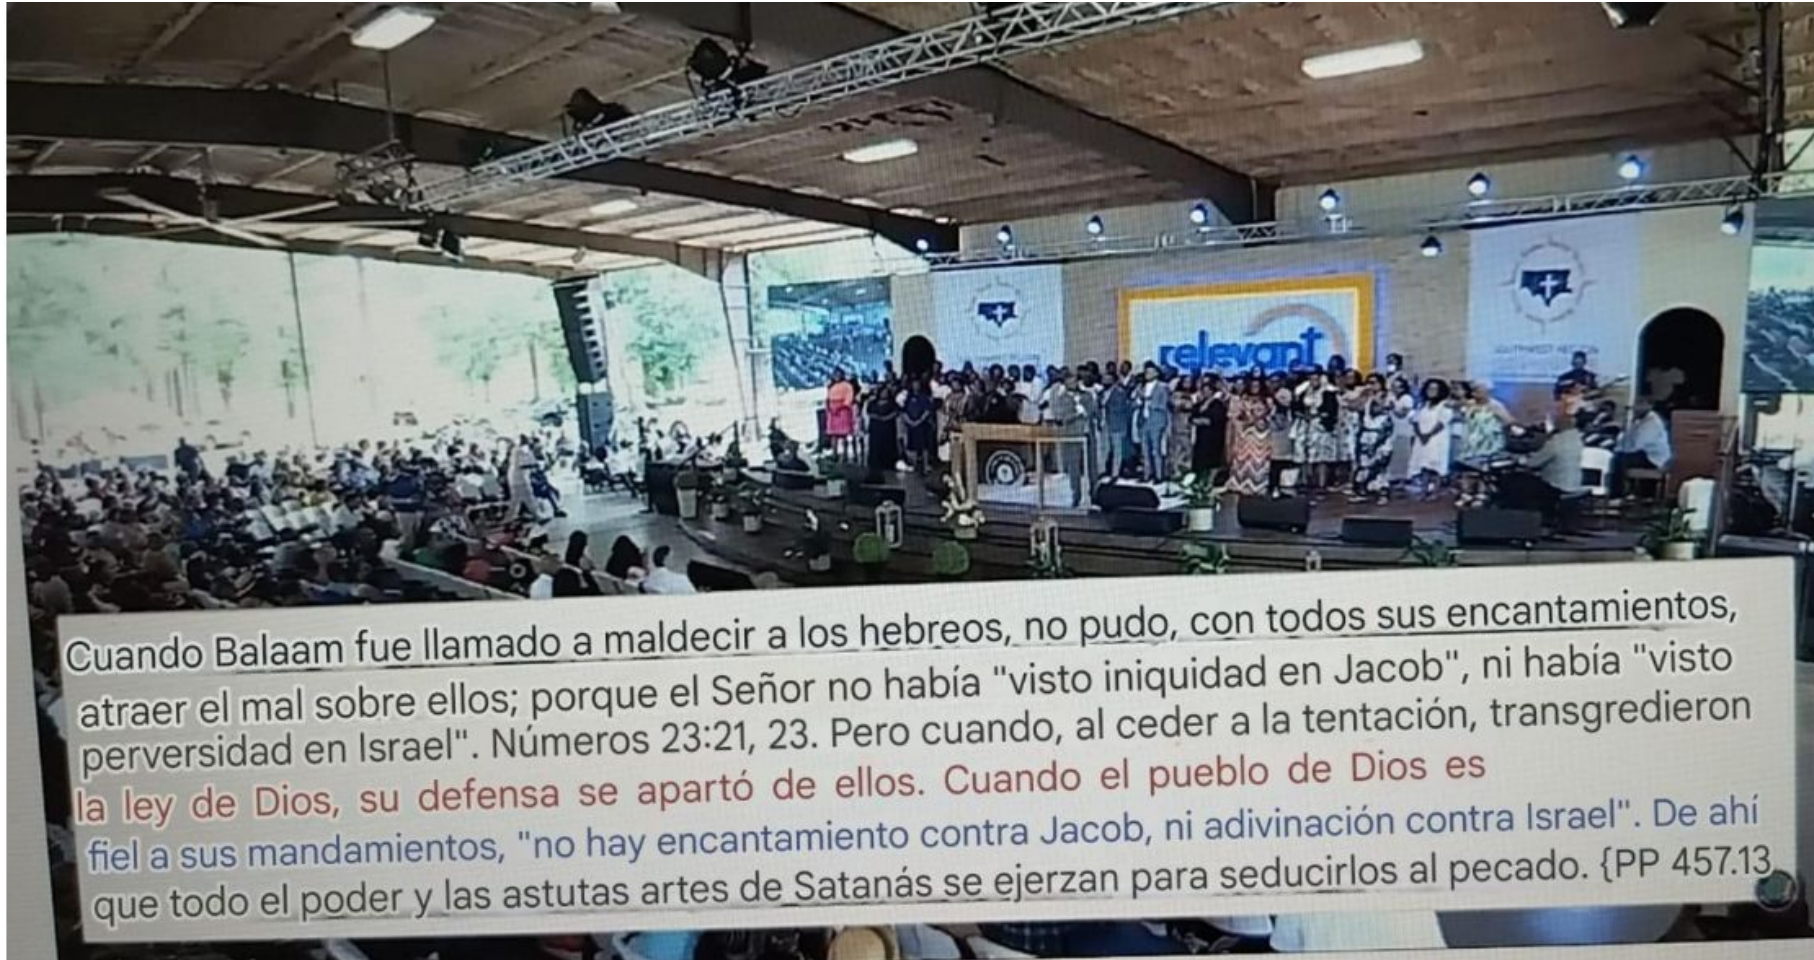 relevant
Cuando Balaam fue llamado a maldecir a los hebreos, no pudo, con todos sus encantamientos,
atraer el mal sobre ellos; porque el Señor no había "visto iniquidad en Jacob", ni había "visto
perversidad en Israel". Números 23:21, 23. Pero cuando, al ceder a la tentación, transgredieron
la ley de Dios, su defensa se apartó de ellos. Cuando el pueblo de Dios es
fiel a sus mandamientos, "no hay encantamiento contra Jacob, ni adivinación contra Israel". De ahí
que todo el poder y las astutas artes de Satanás se ejerzan para seducirlos al pecado. {PP 457.13